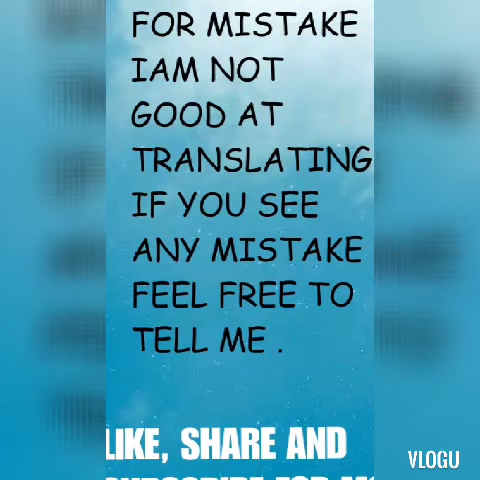 FOR MISTAKE
IAM NOT
GOOD AT
TRANSLATING
IF YOU SEE
ANY MISTAKE
FEEL FREE TO
TELL ME .
LIKE, SHARE AND
VLOGU